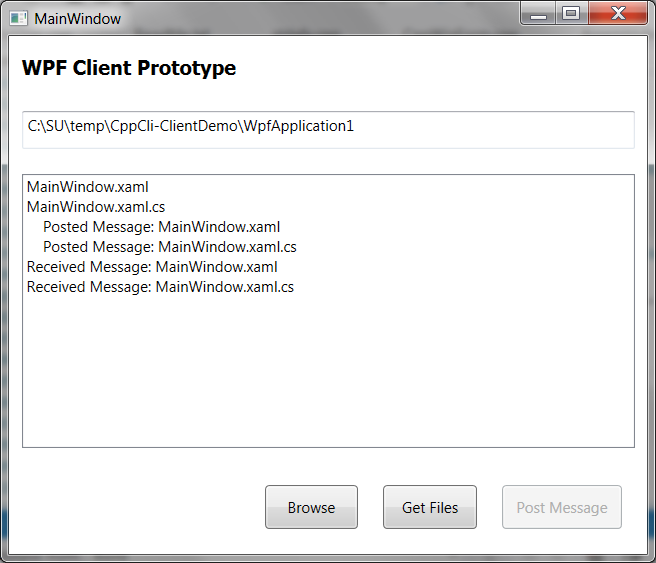 MainWindow
WPF Client Prototype
C:\SU\temp\CppCli-ClientDemo\WpfApplication1
MainWindow.xaml
MainWindow.xaml.cs
Posted Message: MainWindow.xaml
Posted Message: MainWindow.xaml.cs
Received Message: MainWindow.xaml
Received Message: MainWindow.xaml.cs
Browse
Get Files
Post Message